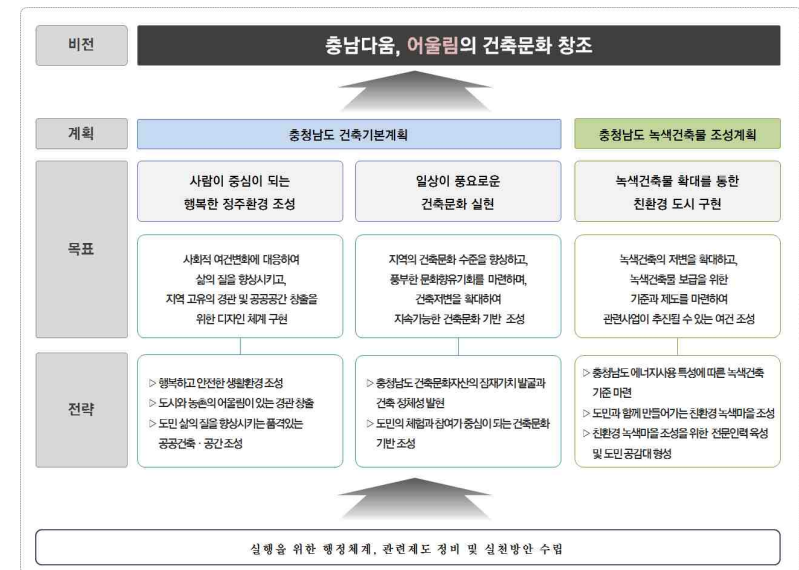 비전
충남다움, 어울림의 건축문화 창조
계획
충청남도 건축기본계획
충청남도 녹색건축물 조성계획
목표
사람이 중심이 되는
행복한 정주환경 조성
일상이 풍요로운
건축문화 실현
녹색건축물 확대를 통한
친환경 도시 구현
사회적 여건변화에 대응하여
삶의 질을 향상시키고,
지역 고유의 경관 및 공공공간 창출을
위한 디자인 체계 구현
지역의 건축문화 수준을 향상하고,
풍부한 문화향유기회를 마련하며,
건축저변을 확대하여
지속가능한 건축문화 기반 조성
녹색건축의 저변을 확대하고,
녹색건축물 보급을 위한
기준과 제도를 마련하여
관련사업이 추진될 수 있는 여건 조성
전략
▷ 행복하고 안전한 생활환경 조성
▷ 도시와 농촌의 어울림이 있는 경관 창출
▷ 도민 삶의 질을 향상시키는 품격있는
공공건축 · 공간 조성
▷ 충청남도 건축문화자산의 잠재가치 발굴과
건축 정체성 발현
▷ 도민의 체험과 참여가 중심이 되는 건축문화
기반 조성
▷ 충청남도 에너지사용 특성에 따른 녹색건축
기준 마련
▷ 도민과 함께 만들어가는 친환경 녹색마을 조성
▷ 친환경 녹색마을 조성을 위한 전문인력 육성
및 도민 공감대 형성
실행을 위한 행정체계, 관련제도 정비 및 실천방안 수립